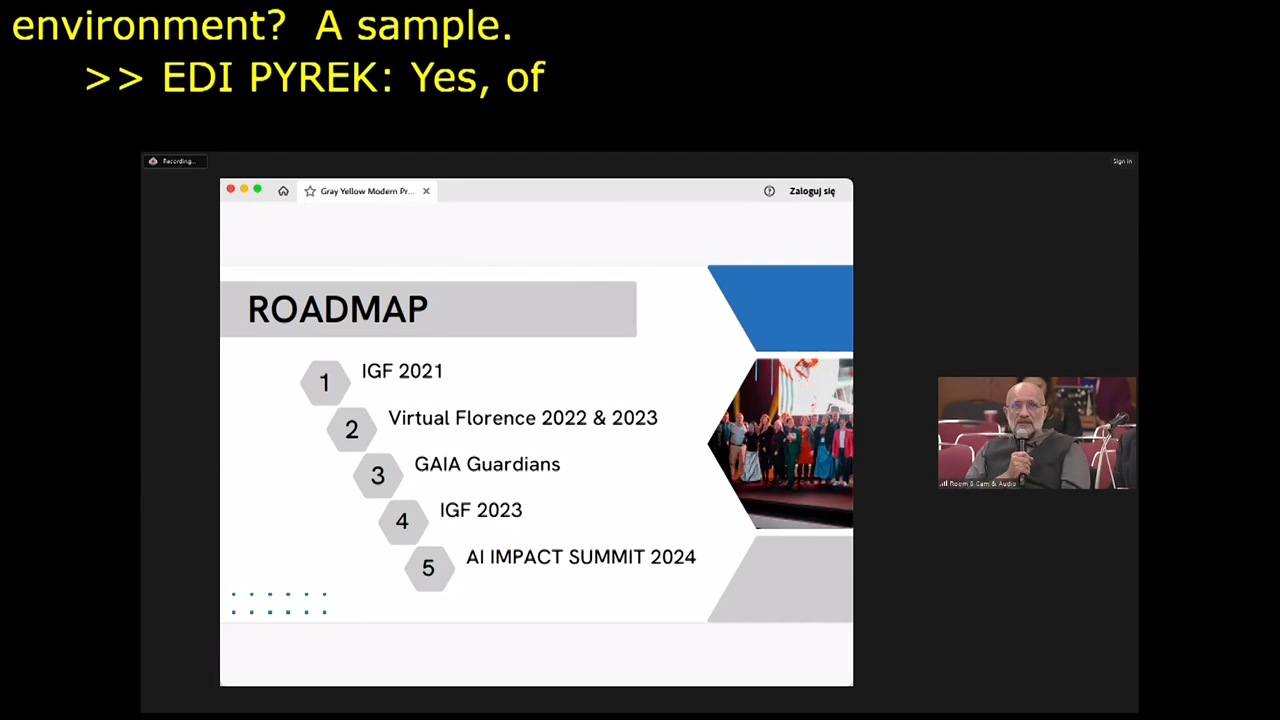 environment?  A sample.
>> EDI PYREK: Yes, of
Recording...
Sign in
Gray Yellow Modern Pr...
Zaloguj się
ROADMAP
1 IGF 2021
2 Virtual Florence 2022 & 2023
3 GAIA Guardians
4 IGF 2023
5 AI IMPACT SUMMIT 2024
Room 8 Cam & Audio